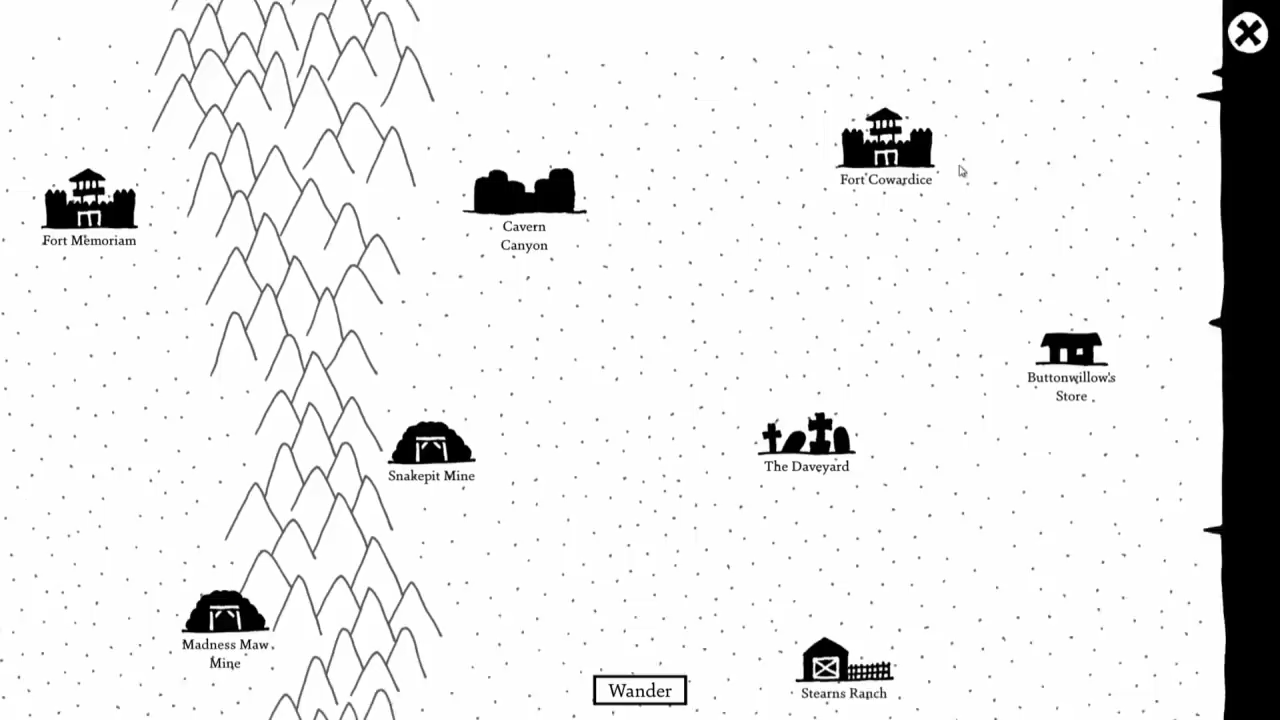 Fort Cowardice
Fort Memoriam
Cavern
Canyon
Buttonwillow's
Store
The Daveyard
Snakepit Mine
Madness Maw
Mine
Wander
Stearns Ranch